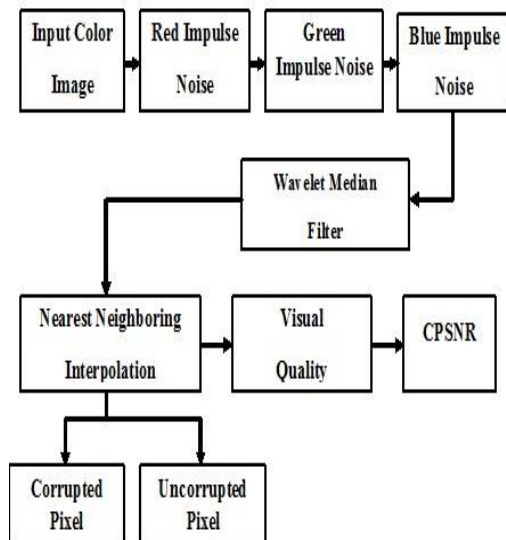 Input Color
Image
Red Impulse
Noise
Green
Impulse Noise
Blue Impulse
Noise
Wavelet Median
Filter
Nearest Neighboring
Interpolation
Visual
Quality
CPSNR
Corrupted
Pixel
Uncorrupted
Pixel